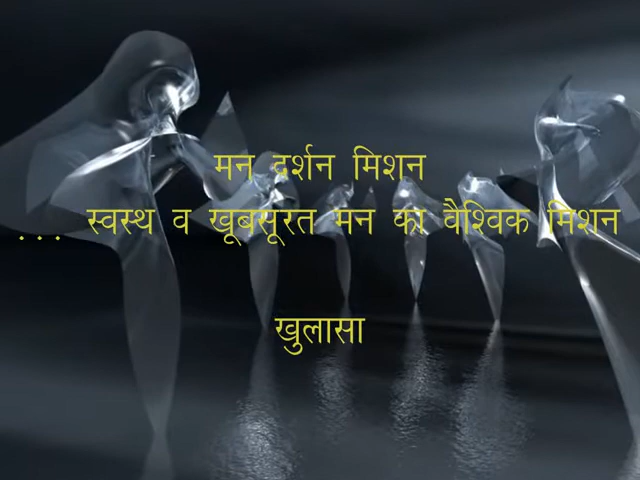 मन दर्शन मिशन
... स्वस्थ व खूबसूरत मन का वैश्विक मिशन
खुलासा